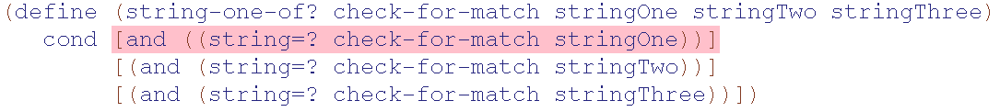 (define (string-one-of? check-for-match stringOne stringTwo stringThree)
cond [and ((string=? check-for-match stringOne))]
[(and (string=? check-for-match stringTwo))]
[(and (string=? check-for-match stringThree))])